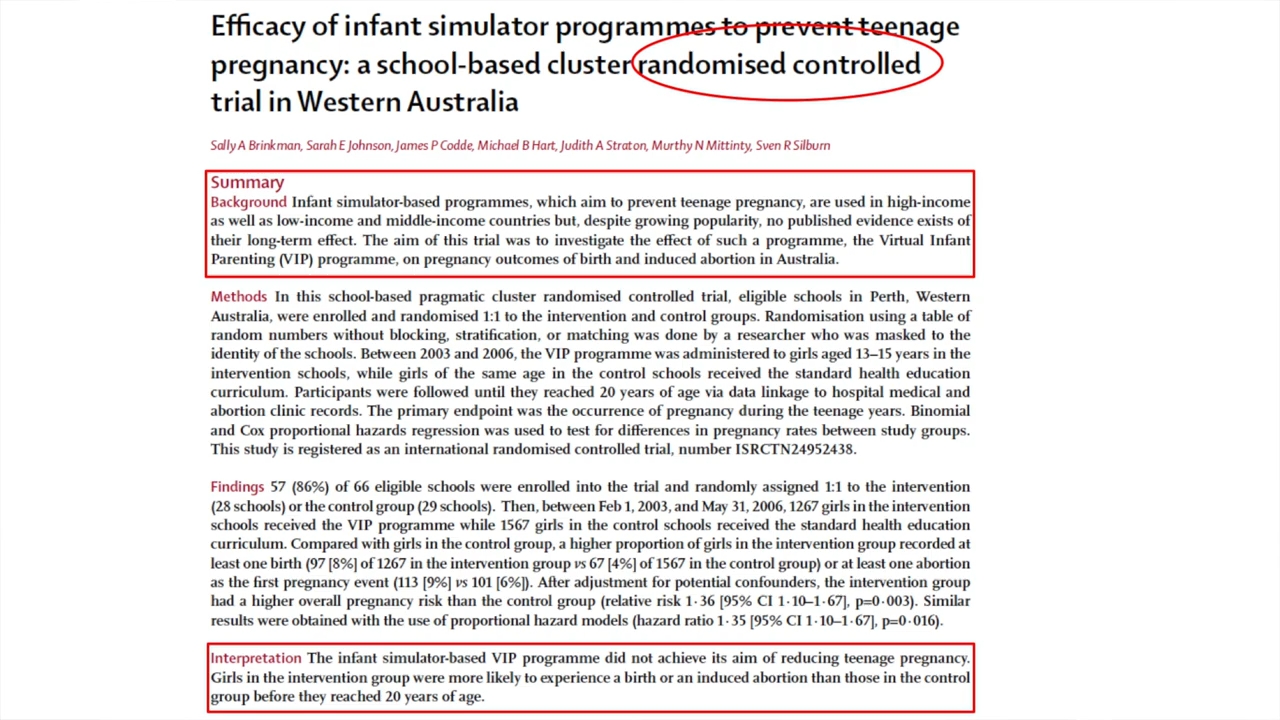 Efficacy of infant simulator programmes to prevent teenage
pregnancy: a school-based cluster randomised controlled
trial in Western Australia
Sally A Brinkman, Sarah E Johnson, James P Codde, Michael B Hart, Judith A Straton, Murthy N Mittinty, Sven R Silburn
Summary
Background Infant simulator-based programmes, which aim to prevent teenage pregnancy, are used in high-income
as well as low-income and middle-income countries but, despite growing popularity, no published evidence exists of
their long-term effect. The aim of this trial was to investigate the effect of such a programme, the Virtual Infant
Parenting (VIP) programme, on pregnancy outcomes of birth and induced abortion in Australia.
Methods In this school-based pragmatic cluster randomised controlled trial, eligible schools in Perth, Western
Australia, were enrolled and randomised 1:1 to the intervention and control groups. Randomisation using a table of
random numbers without blocking, stratification, or matching was done by a researcher who was masked to the
identity of the schools. Between 2003 and 2006, the VIP programme was administered to girls aged 13–15 years in the
intervention schools, while girls of the same age in the control schools received the standard health education
curriculum. Participants were followed until they reached 20 years of age via data linkage to hospital medical and
abortion clinic records. The primary endpoint was the occurrence of pregnancy during the teenage years. Binomial
and Cox proportional hazards regression was used to test for differences in pregnancy rates between study groups.
This study is registered as an international randomised controlled trial, number ISRCTN24952438.
Findings 57 (86%) of 66 eligible schools were enrolled into the trial and randomly assigned 1:1 to the intervention
(28 schools) or the control group (29 schools). Then, between Feb 1, 2003, and May 31, 2006, 1267 girls in the intervention
schools received the VIP programme while 1567 girls in the control schools received the standard health education
curriculum. Compared with girls in the control group, a higher proportion of girls in the intervention group recorded at
least one birth (97 [8%] of 1267 in the intervention group vs 67 [4%] of 1567 in the control group) or at least one abortion
as the first pregnancy event (113 [9%] vs 101 [6%]). After adjustment for potential confounders, the intervention group
had a higher overall pregnancy risk than the control group (relative risk 1·36 [95% CI 1·10–1·67], p=0·003). Similar
results were obtained with the use of proportional hazard models (hazard ratio 1·35 [95% CI 1·10–1·67], p=0·016).
Interpretation The infant simulator-based VIP programme did not achieve its aim of reducing teenage pregnancy.
Girls in the intervention group were more likely to experience a birth or an induced abortion than those in the control
group before they reached 20 years of age.